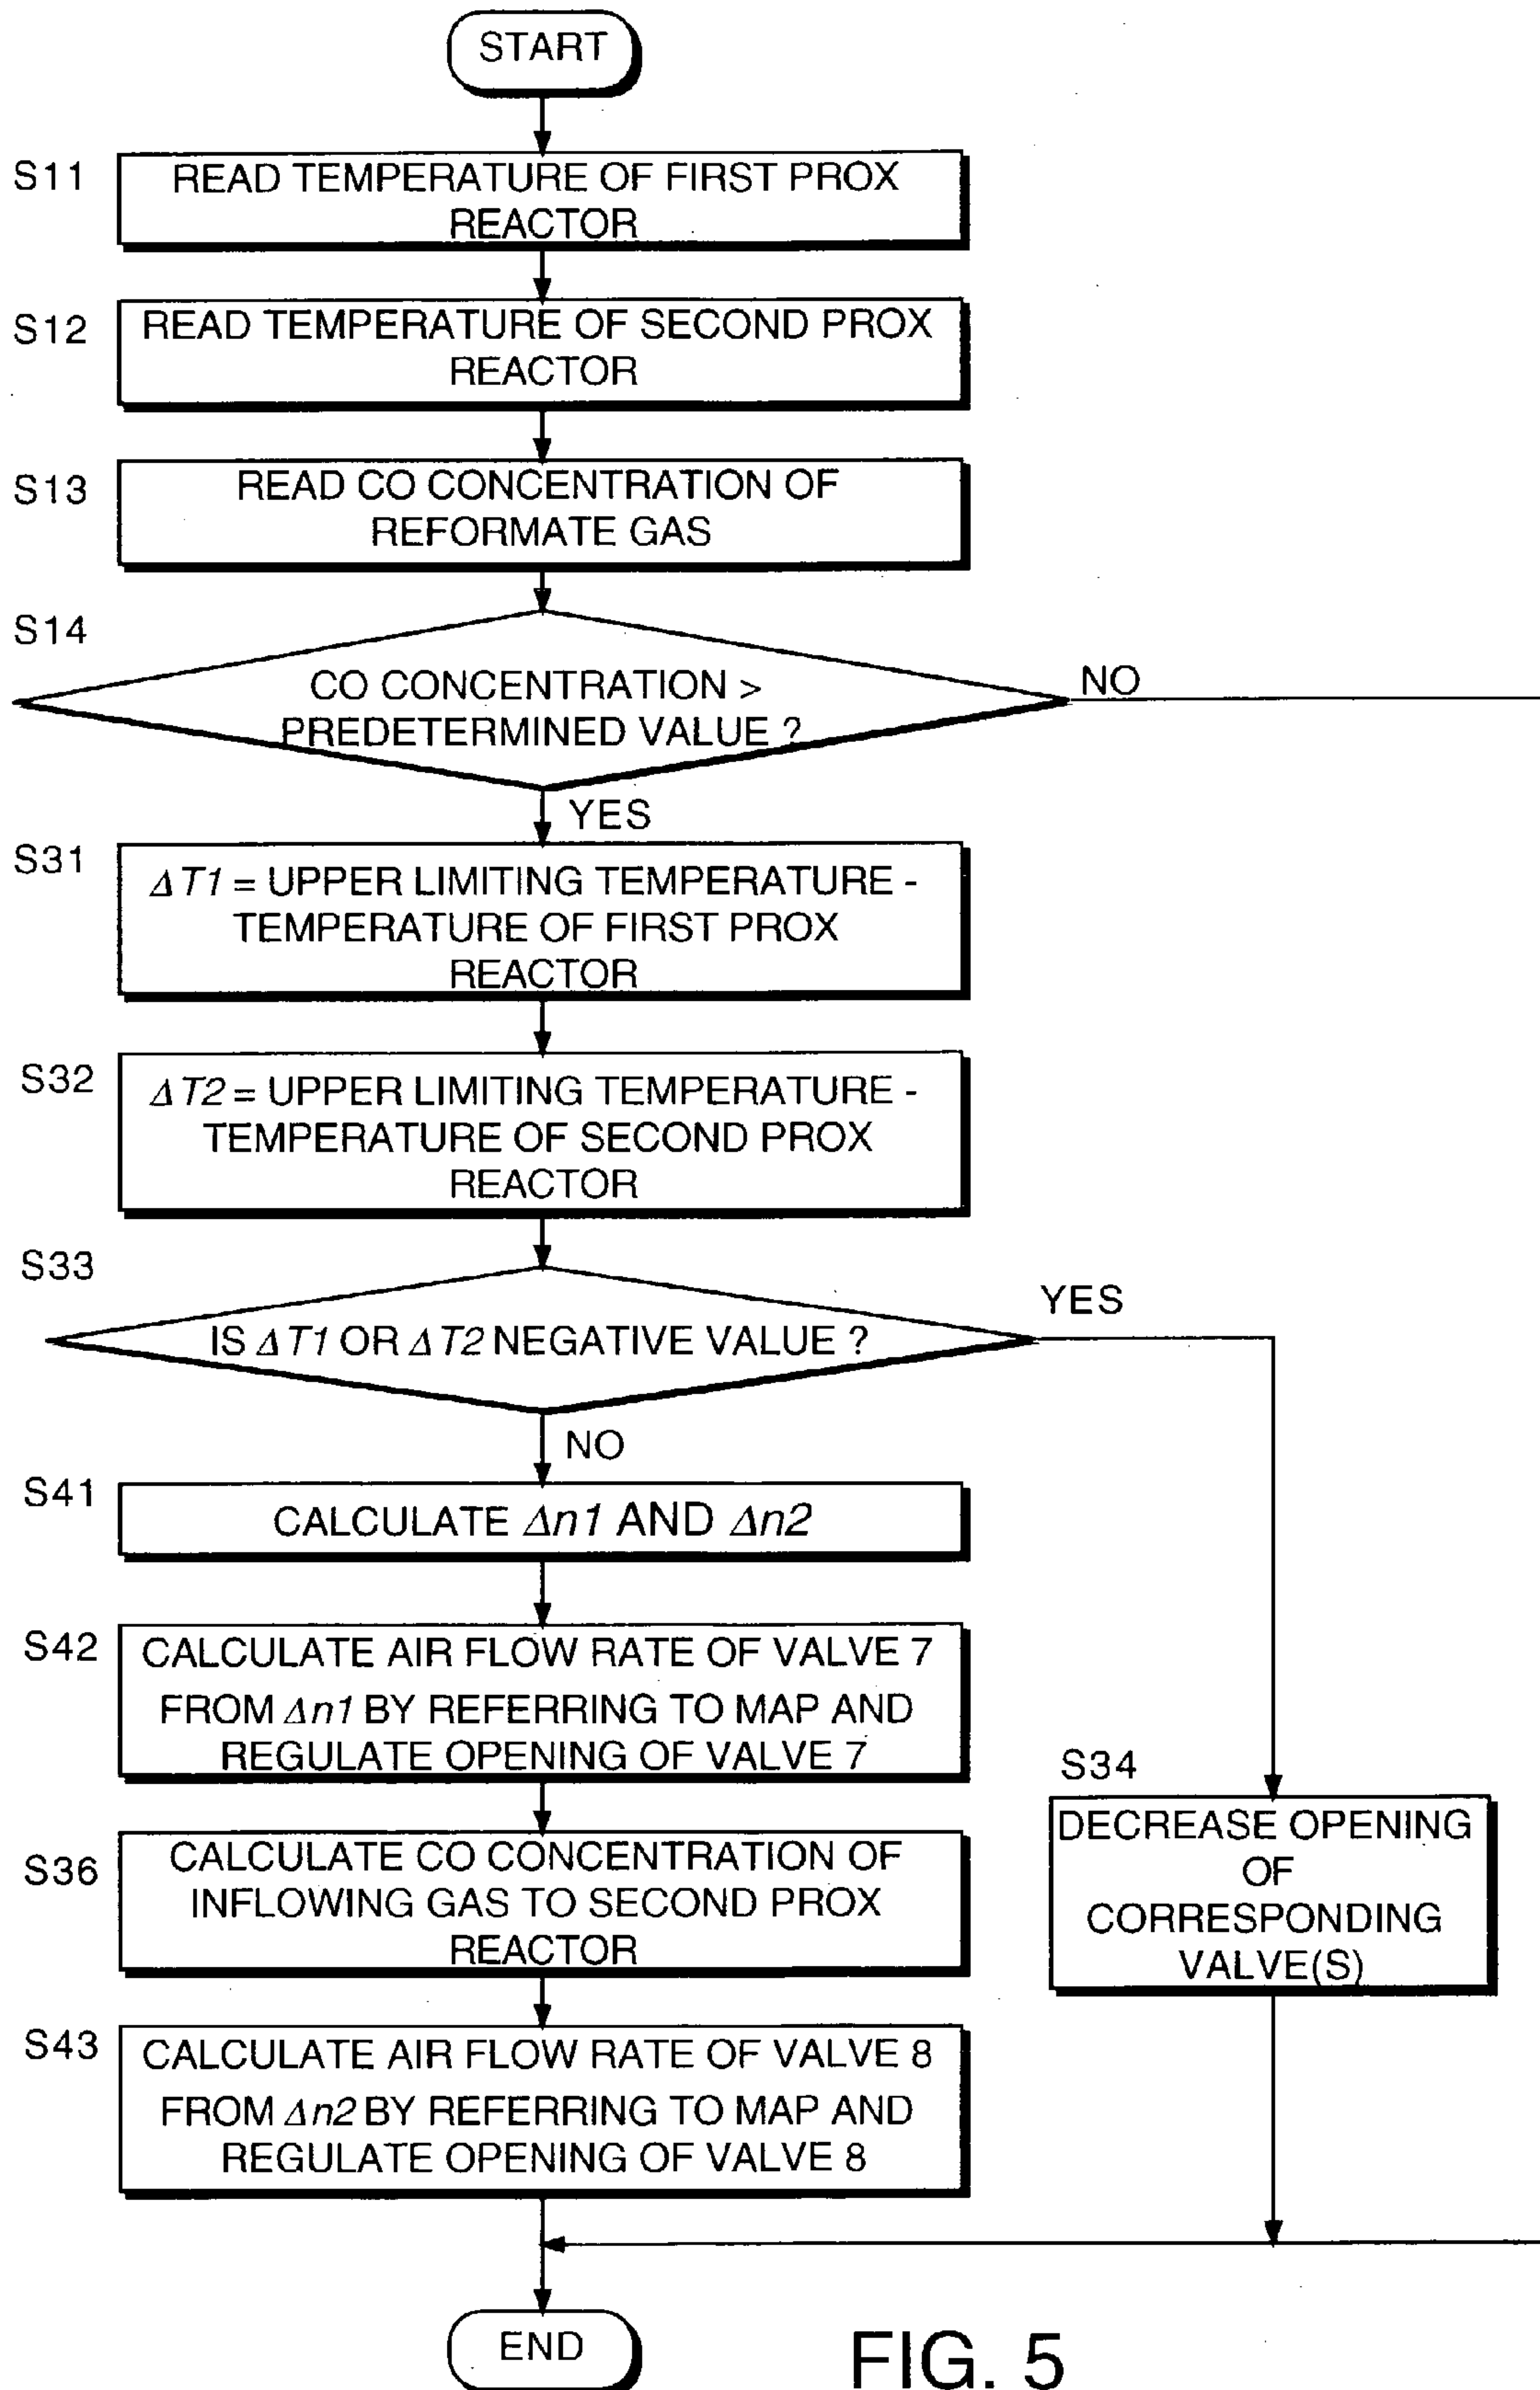 START
S11
READ TEMPERATURE OF FIRST PROX
REACTOR
S12
READ TEMPERATURE OF SECOND PROX
REACTOR
S13
READ CO CONCENTRATION OF
REFORMATE GAS
S14
CO CONCENTRATION >
PREDETERMINED VALUE ?
NO
YES
S31
ΔT1 = UPPER LIMITING TEMPERATURE -
TEMPERATURE OF FIRST PROX
REACTOR
S32
ΔT2 = UPPER LIMITING TEMPERATURE -
TEMPERATURE OF SECOND PROX
REACTOR
S33
IS ΔT1 OR ΔT2 NEGATIVE VALUE ?
YES
NO
S41
CALCULATE Δn1 AND Δn2
S42
CALCULATE AIR FLOW RATE OF VALVE 7
FROM Δn1 BY REFERRING TO MAP AND
REGULATE OPENING OF VALVE 7
S34
DECREASE OPENING
OF
CORRESPONDING
VALVE(S)
S36
CALCULATE CO CONCENTRATION OF
INFLOWING GAS TO SECOND PROX
REACTOR
S43
CALCULATE AIR FLOW RATE OF VALVE 8
FROM Δn2 BY REFERRING TO MAP AND
REGULATE OPENING OF VALVE 8
END
FIG. 5